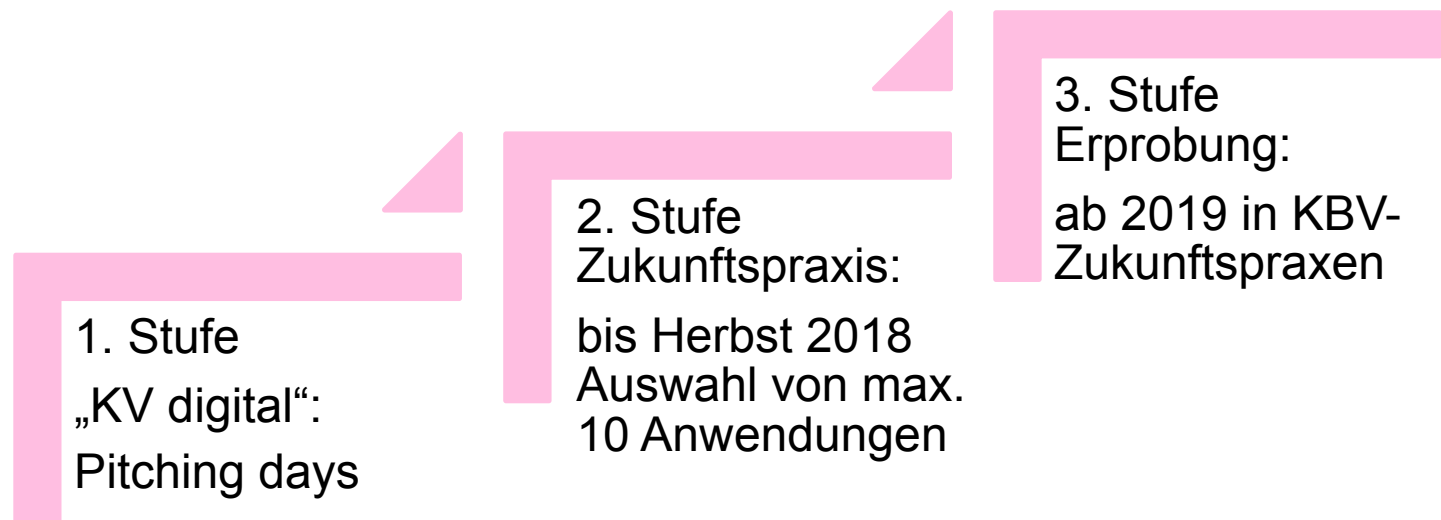 1. Stufe
„KV digital“:
Pitching days
2. Stufe
Zukunftspraxis:
bis Herbst 2018
Auswahl von max.
10 Anwendungen
3. Stufe
Erprobung:
ab 2019 in KBV-
Zukunftspraxen